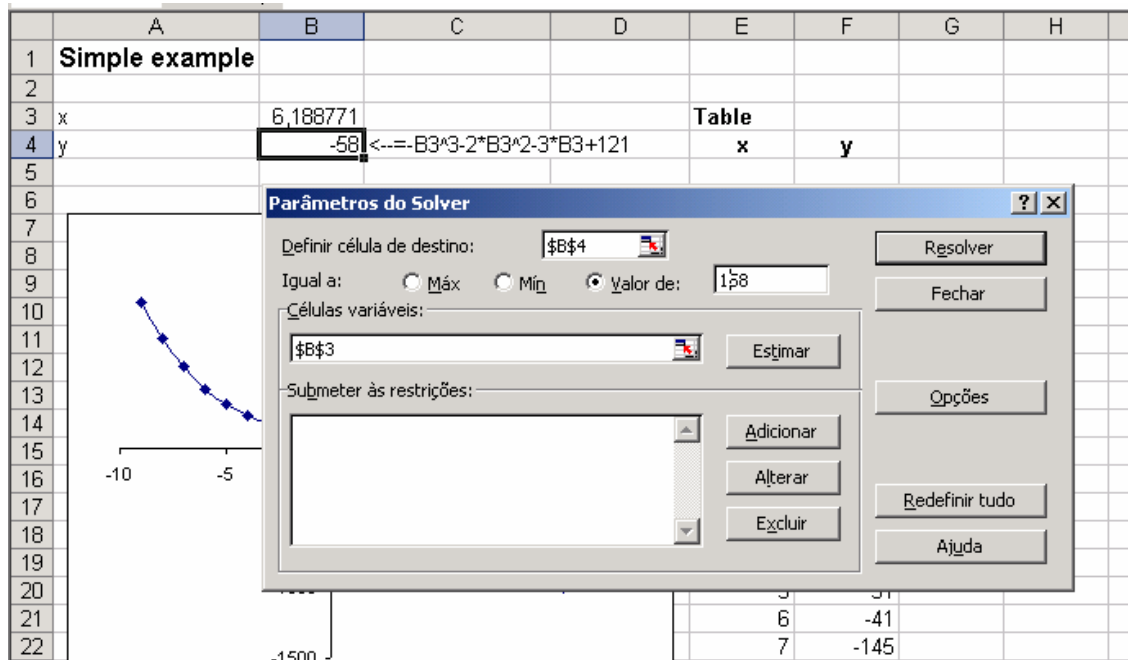 A B C D E F G H
1 Simple example
2
3 x 6,188771 Table
4 y -58 <--=-B3^3-2*B3^2-3*B3+121 x y
5
6
7
8
9
10
11
12
13
14
15
16
17
18
19
20
21
22
Parâmetros do Solver
Definir célula de destino: $B$4
Igual a: Máx Mín Valor de:
Células variáveis:
$B$3
Estimar
Submeter às restrições:
Adicionar
Alterar
Excluir
Resolver
Fechar
Opções
Redefinir tudo
Ajuda
-10 -5
6 -41
7 -145
-1500